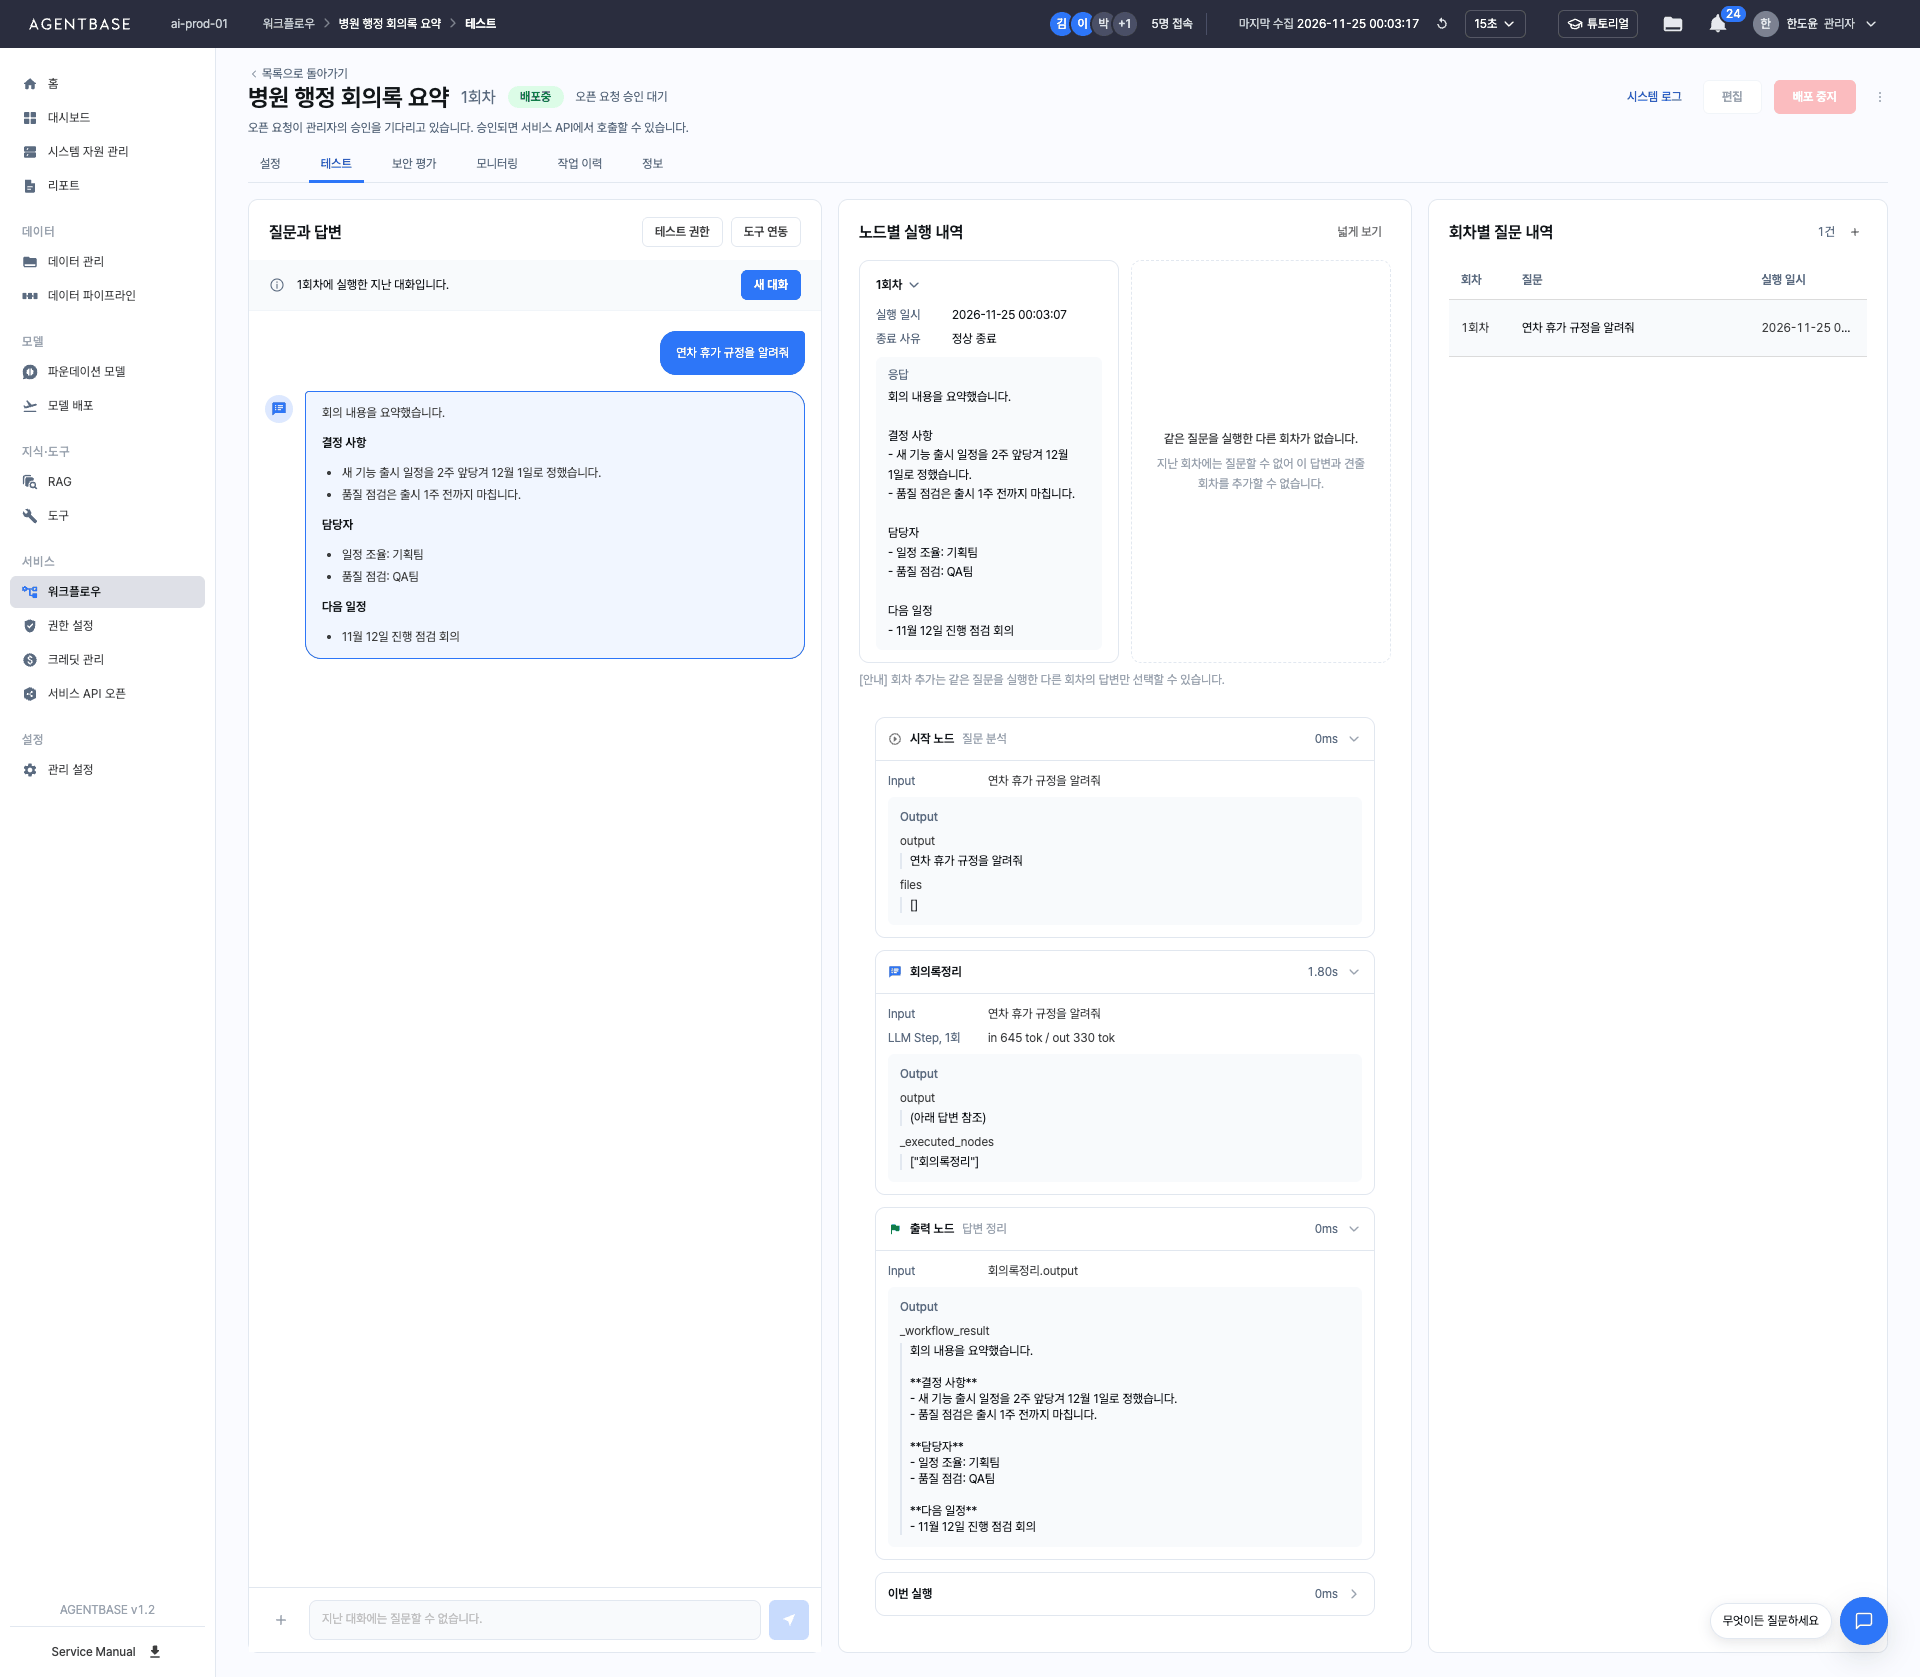 AGENTBASE
ai-prod-01
워크플로우 > 병원 행정 회의록 요약 > 테스트
김 이 박 +1 5명 접속
마지막 수집 2026-11-25 00:03:17
15초
튜토리얼
24
한 한도윤 관리자
홈
대시보드
시스템 자원 관리
리포트
데이터
데이터 관리
데이터 파이프라인
모델
파운데이션 모델
모델 배포
지식·도구
RAG
도구
서비스
워크플로우
권한 설정
크레딧 관리
서비스 API 오픈
설정
관리 설정
AGENTBASE v1.2
Service Manual
목록으로 돌아가기
병원 행정 회의록 요약 1회차 배포중 오픈 요청 승인 대기
오픈 요청이 관리자의 승인을 기다리고 있습니다. 승인되면 서비스 API에서 호출할 수 있습니다.
시스템 로그 편집 배포 중지
설정 테스트 보안 평가 모니터링 작업 이력 정보
질문과 답변
테스트 권한 도구 연동
1회차에 실행한 지난 대화입니다.
새 대화
연차 휴가 규정을 알려줘
회의 내용을 요약했습니다.
결정 사항
• 새 기능 출시 일정을 2주 앞당겨 12월 1일로 정했습니다.
• 품질 점검은 출시 1주 전까지 마칩니다.
담당자
• 일정 조율: 기획팀
• 품질 점검: QA팀
다음 일정
• 11월 12일 진행 점검 회의
지난 대화에는 질문할 수 없습니다.
노드별 실행 내역
넓게 보기
1회차
실행 일시 2026-11-25 00:03:07
종료 사유 정상 종료
응답
회의 내용을 요약했습니다.
결정 사항
- 새 기능 출시 일정을 2주 앞당겨 12월
1일로 정했습니다.
- 품질 점검은 출시 1주 전까지 마칩니다.
담당자
- 일정 조율: 기획팀
- 품질 점검: QA팀
다음 일정
- 11월 12일 진행 점검 회의
같은 질문을 실행한 다른 회차가 없습니다.
지난 회차에는 질문할 수 없어 이 답변과 견줄
회차를 추가할 수 없습니다.
[안내] 회차 추가는 같은 질문을 실행한 다른 회차의 답변만 선택할 수 있습니다.
시작 노드 질문 분석 0ms
Input 연차 휴가 규정을 알려줘
Output
output
연차 휴가 규정을 알려줘
files
[]
회의록정리 1.80s
Input 연차 휴가 규정을 알려줘
LLM Step, 1회 in 645 tok / out 330 tok
Output
output
(아래 답변 참조)
_executed_nodes
["회의록정리"]
출력 노드 답변 정리 0ms
Input 회의록정리.output
Output
_workflow_result
회의 내용을 요약했습니다.
**결정 사항**
- 새 기능 출시 일정을 2주 앞당겨 12월 1일로 정했습니다.
- 품질 점검은 출시 1주 전까지 마칩니다.
**담당자**
- 일정 조율: 기획팀
- 품질 점검: QA팀
**다음 일정**
- 11월 12일 진행 점검 회의
이번 실행 0ms
회차별 질문 내역
1건 +
회차 질문 실행 일시
1회차 연차 휴가 규정을 알려줘 2026-11-25 0...
무엇이든 질문하세요